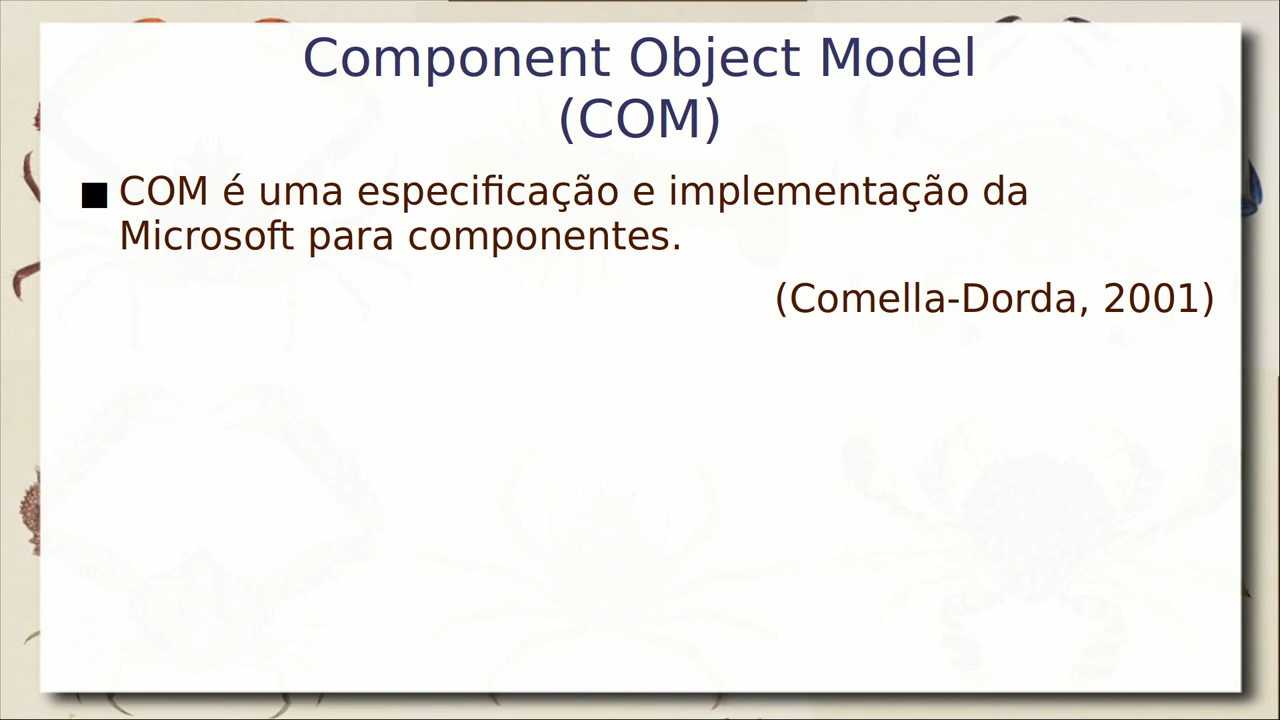 Component Object Model
(COM)
■ COM é uma especificação e implementação da
Microsoft para componentes.
(Comella-Dorda, 2001)